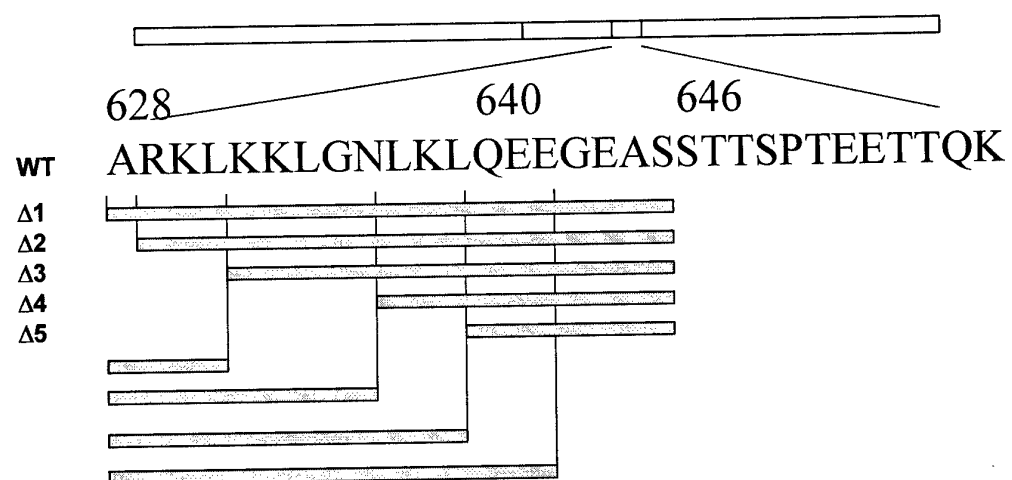 628 640 646
WT ARKLKKLGNLKLQEEGEASSTTSPTEETTQK
Δ1
Δ2
Δ3
Δ4
Δ5